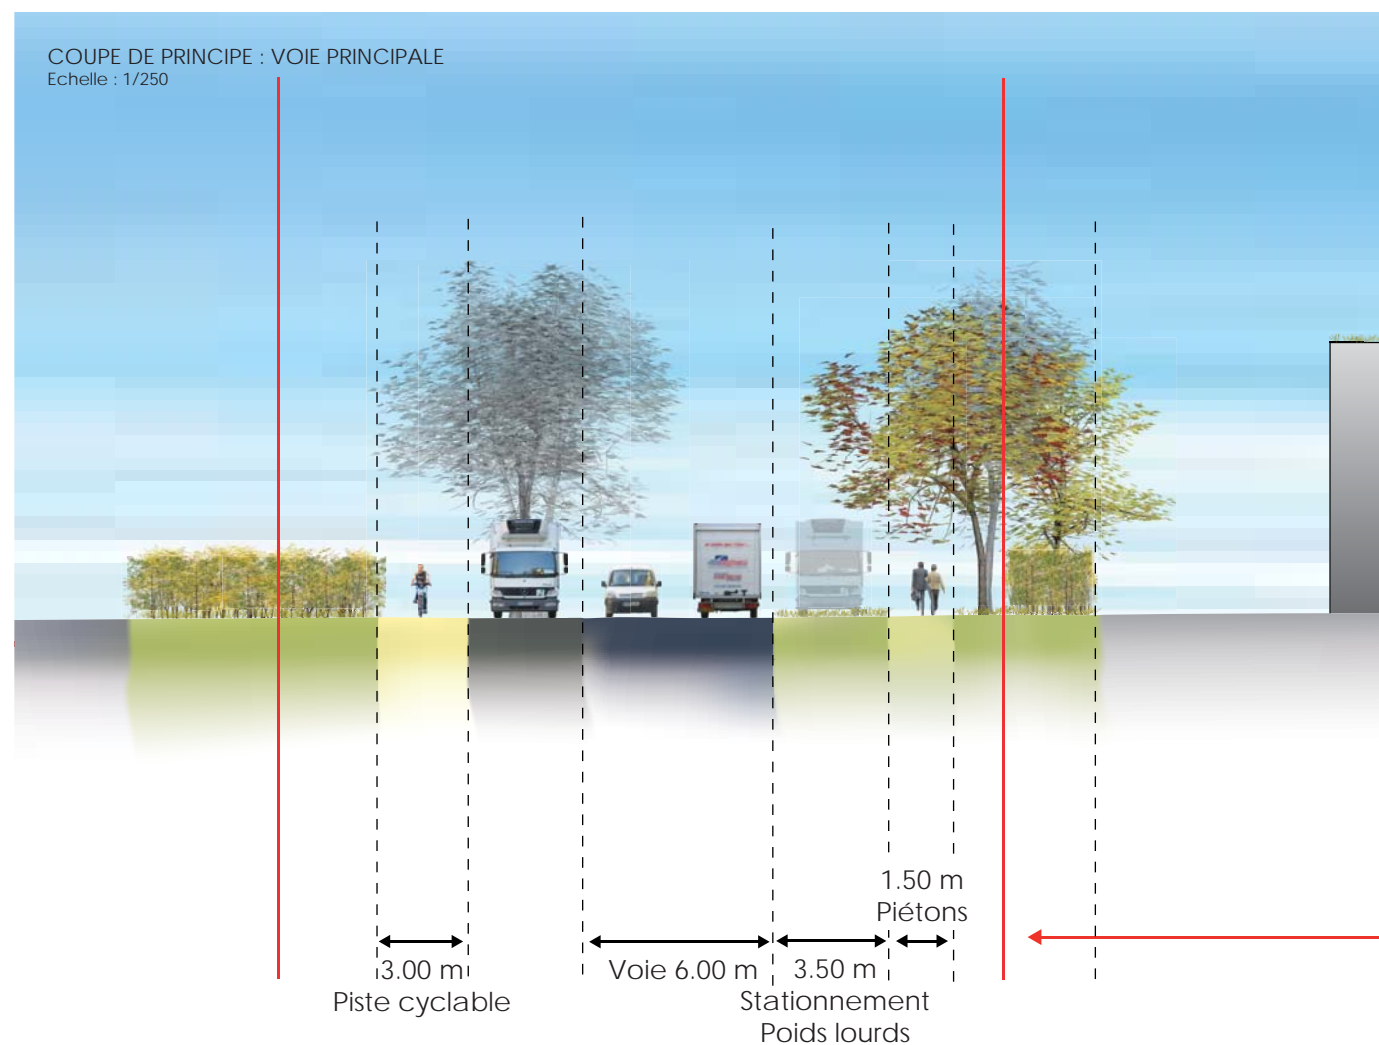 COUPE DE PRINCIPE : VOIE PRINCIPALE
Echelle : 1/250
1.50 m
Piétons
3.00 m
Piste cyclable
Voie 6.00 m
3.50 m
Stationnement
Poids lourds